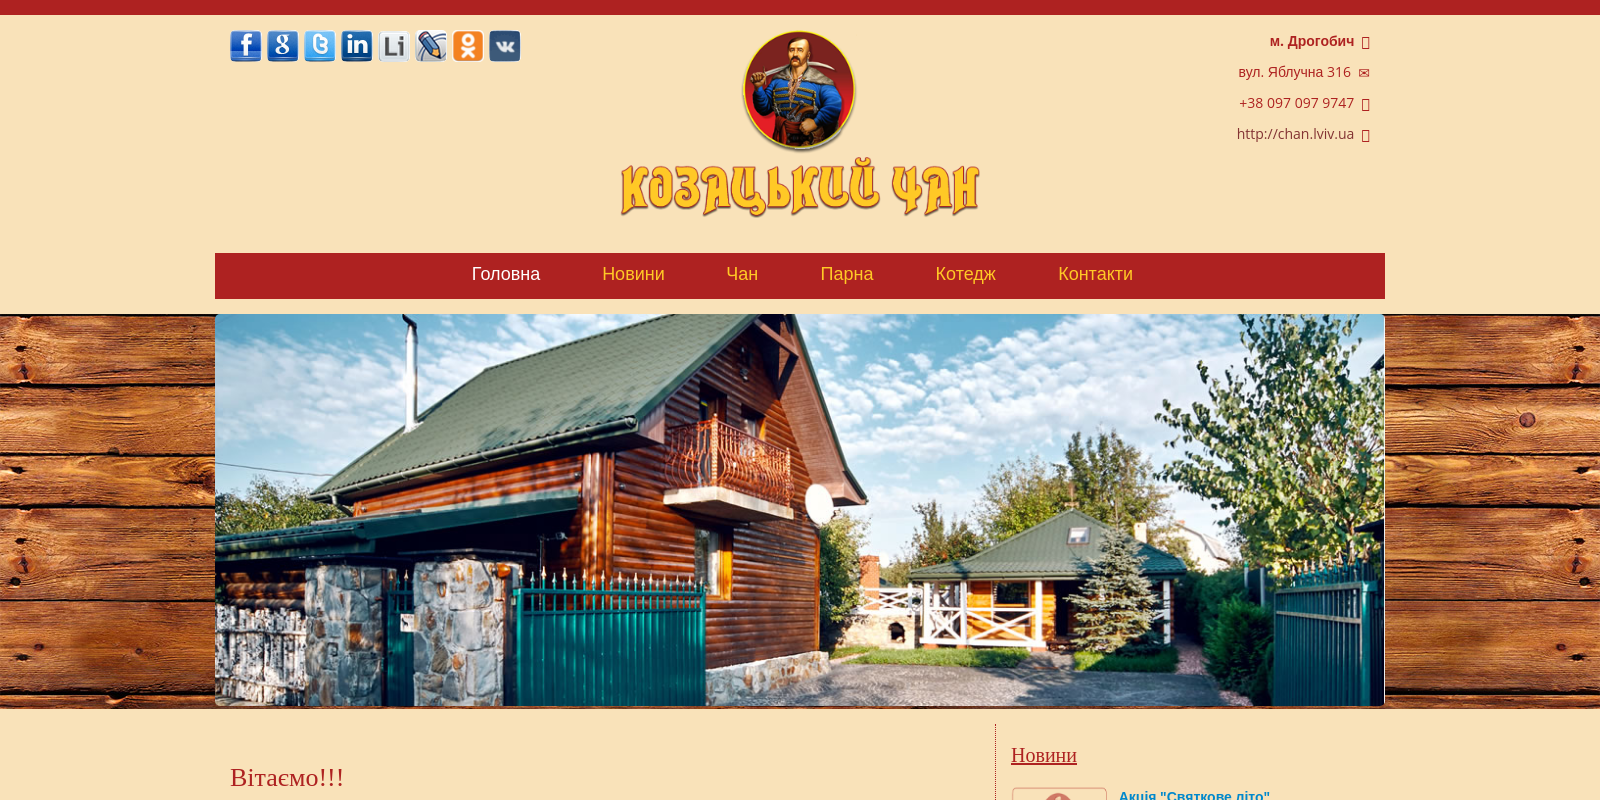 м. Дрогобич
вул. Яблучна 316
+38 097 097 9747
http://chan.lviv.ua
КОЗАЦЬКИЙ ЧАН
Головна Новини Чан Парна Котедж Контакти
Вітаємо!!!
Новини
Акція "Святкове літо"